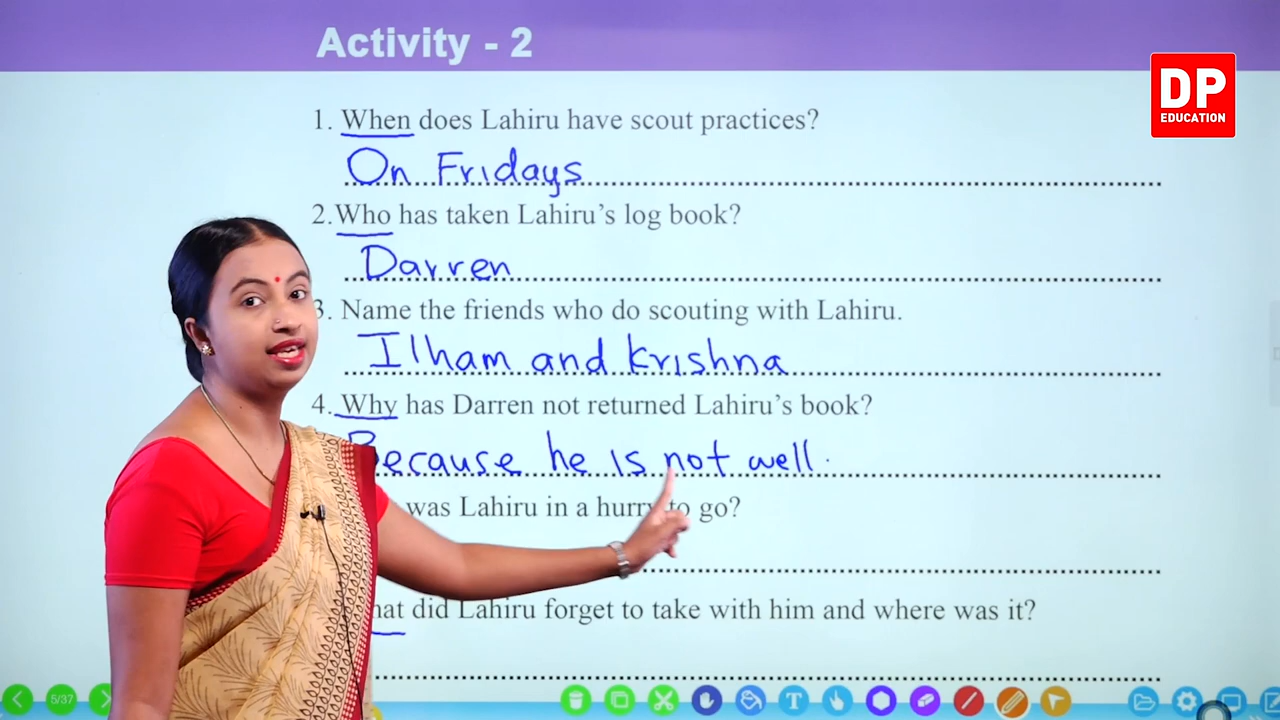 Activity - 2
DP
EDUCATION
1. When does Lahiru have scout practices?
On Fridays
2.Who has taken Lahiru's log book?
Darren
3. Name the friends who do scouting with Lahiru.
Ilham and Krishna
4. Why has Darren not returned Lahiru's book?
Because he is not well.
was Lahiru in a hurry to go?
did Lahiru forget to take with him and where was it?
5/37